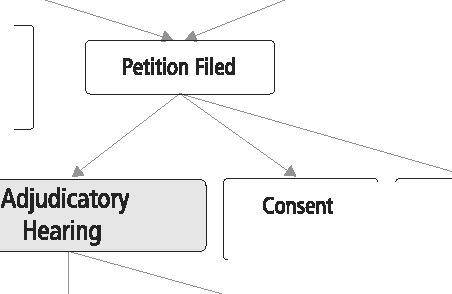 Petition Filed
Adjudicatory
Hearing
Consent